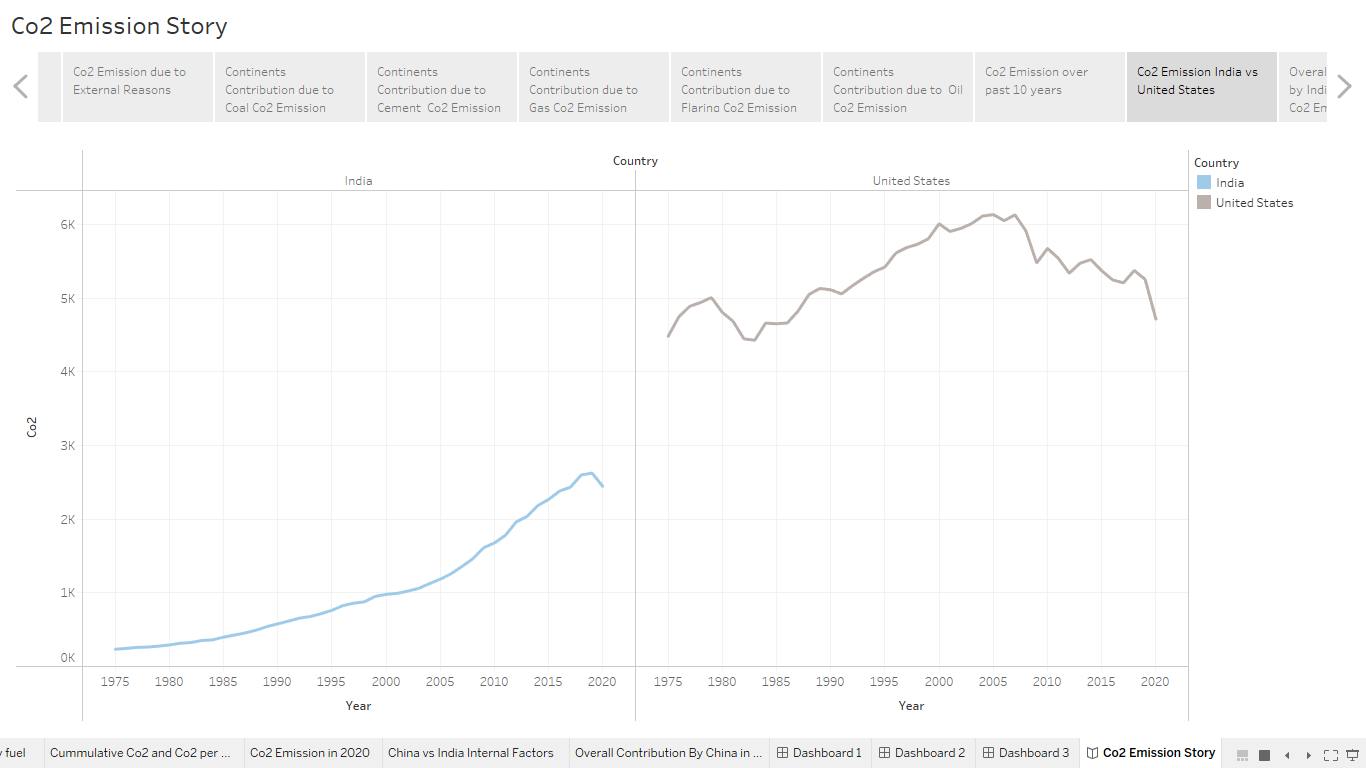 Co2 Emission Story
Co2 Emission due to
External Reasons
Continents
Contribution due to
Coal Co2 Emission
Continents
Contribution due to
Cement Co2 Emission
Continents
Contribution due to
Gas Co2 Emission
Continents
Contribution due to
Flaring Co2 Emission
Continents
Contribution due to Oil
Co2 Emission
Co2 Emission over
past 10 years
Co2 Emission India vs
United States
Overal
by Indi
Co2 Em
Country
India
United States
Country
India
United States
6K
5K
4K
3K
2K
1K
0K
Co2
1975 1980 1985 1990 1995 2000 2005 2010 2015 2020
1975 1980 1985 1990 1995 2000 2005 2010 2015 2020
Year
Year
y fuel
Cummulative Co2 and Co2 per ...
Co2 Emission in 2020
China vs India Internal Factors
Overall Contribution By China in ...
Dashboard 1
Dashboard 2
Dashboard 3
Co2 Emission Story